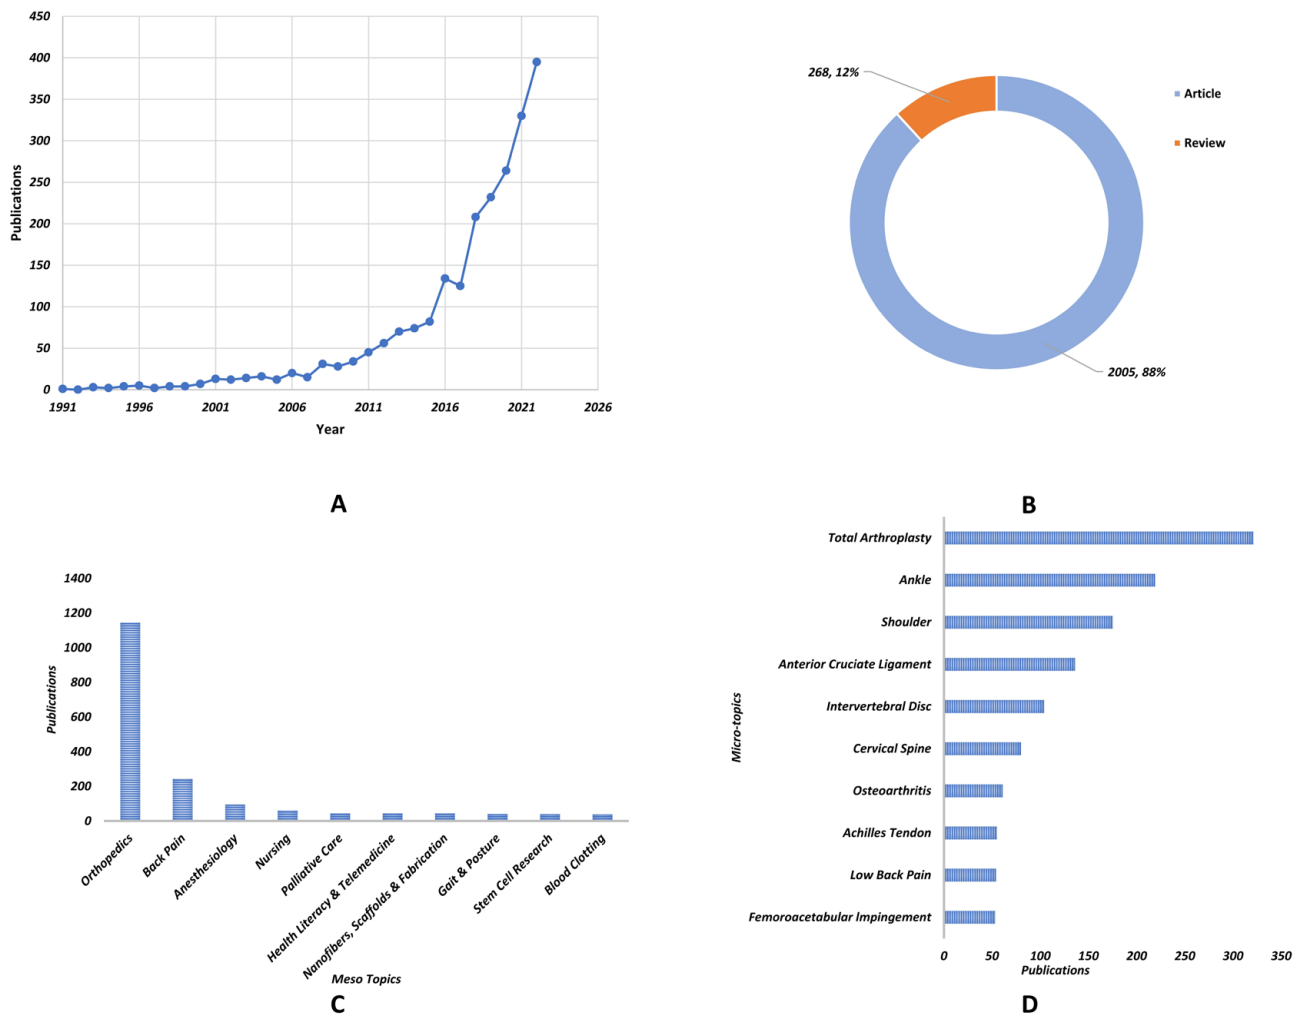 450
400
350
300
250
200
150
100
50
0
Publications
1991 1996 2001 2006 2011 2016 2021 2026
Year
A
268, 12%
2005, 88%
Article
Review
B
1400
1200
1000
800
600
400
200
0
Publications
Orthopedics
Back Pain
Anesthesiology
Nursing
Palliative Care
Health Literacy & Telemedicine
Nanofibers, Scaffolds & Fabrication
Gait & Posture
Stem Cell Research
Blood Clotting
Meso Topics
C
Micro-topics
Total Arthroplasty
Ankle
Shoulder
Anterior Cruciate Ligament
Intervertebral Disc
Cervical Spine
Osteoarthritis
Achilles Tendon
Low Back Pain
Femoroacetabular Impingement
0 50 100 150 200 250 300 350
Publications
D